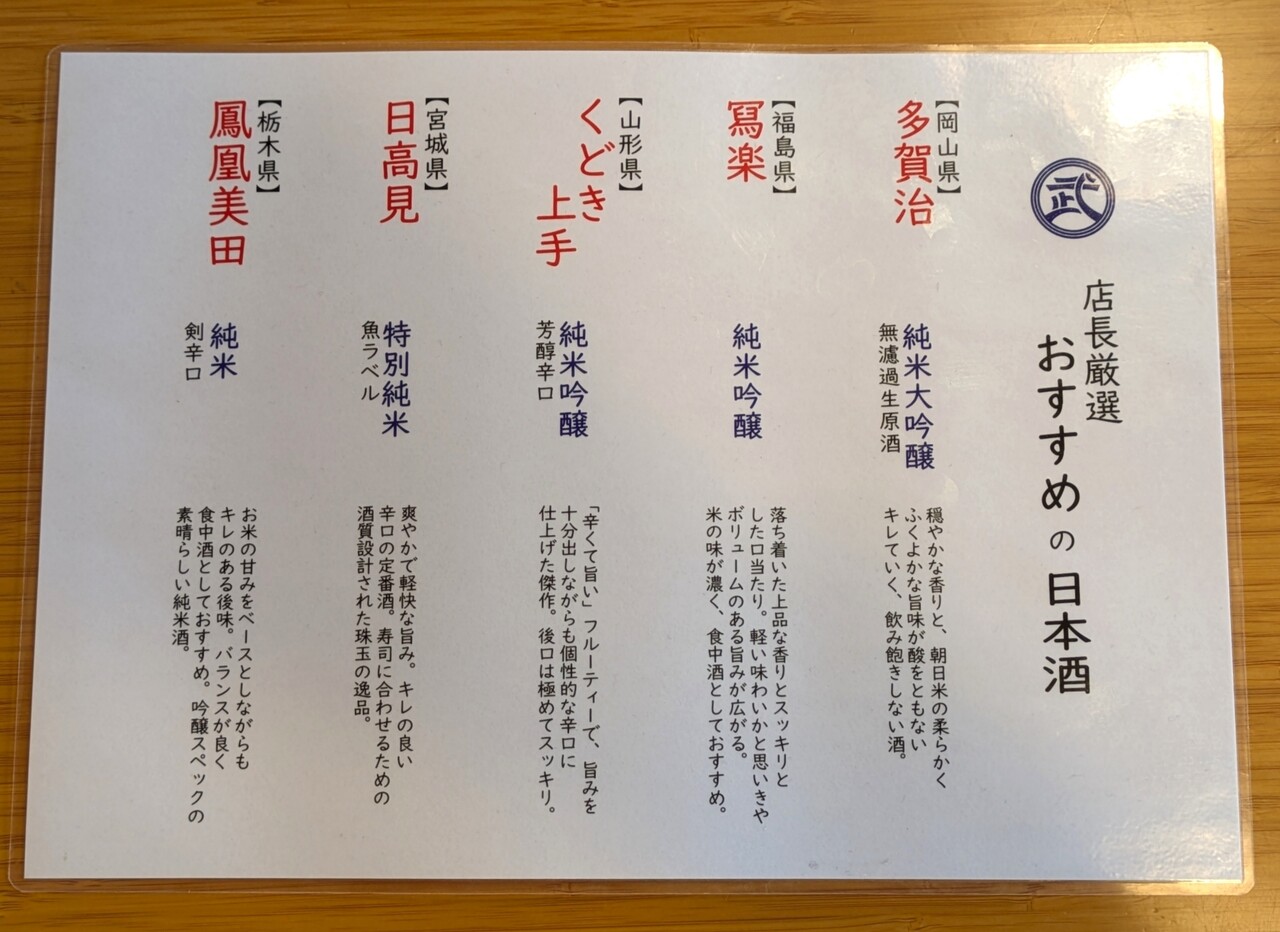 武
店長厳選
おすすめの日本酒
【岡山県】
多賀治
純米大吟醸
無濾過生原酒
穏やかな香りと、朝日米の柔らかく
ふくよかな旨味が酸をともない
キレていく、飲み飽きしない酒。
【福島県】
冩楽
純米吟醸
落ち着いた上品な香りとスッキリと
した口当たり。軽い味わいかと思いきや
ボリュームのある旨みが広がる。
米の味が濃く、食中酒としておすすめ。
【山形県】
くどき
上手
純米吟醸
芳醇辛口
「辛くて旨い」フルーティーで、旨みを
十分出しながらも個性的な辛口に
仕上げた傑作。後口は極めてスッキリ。
【宮城県】
日高見
特別純米
魚ラベル
爽やかで軽快な旨み。キレの良い
辛口の定番酒。寿司に合わせるための
酒質設計された珠玉の逸品。
【栃木県】
鳳凰美田
純米
剣辛口
お米の甘みをベースとしながらも
キレのある後味。バランスが良く
食中酒としておすすめ。吟醸スペックの
素晴らしい純米酒。